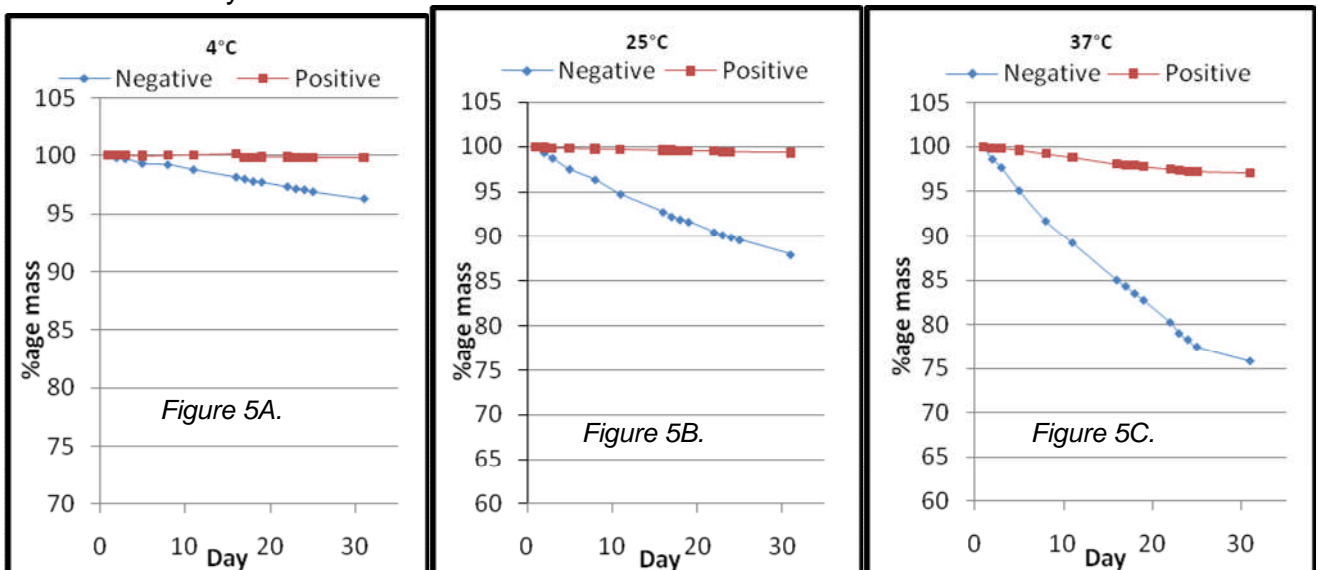 y
4°C
Negative Positive
105
100
95
90
85
80
75
70
%age mass
0 10 20 30
Day
Figure 5A.
25°C
Negative Positive
105
100
95
90
85
80
75
70
65
60
%age mass
0 10 20 30
Day
Figure 5B.
37°C
Negative Positive
105
100
95
90
85
80
75
70
65
60
%age mass
0 10 20 30
Day
Figure 5C.